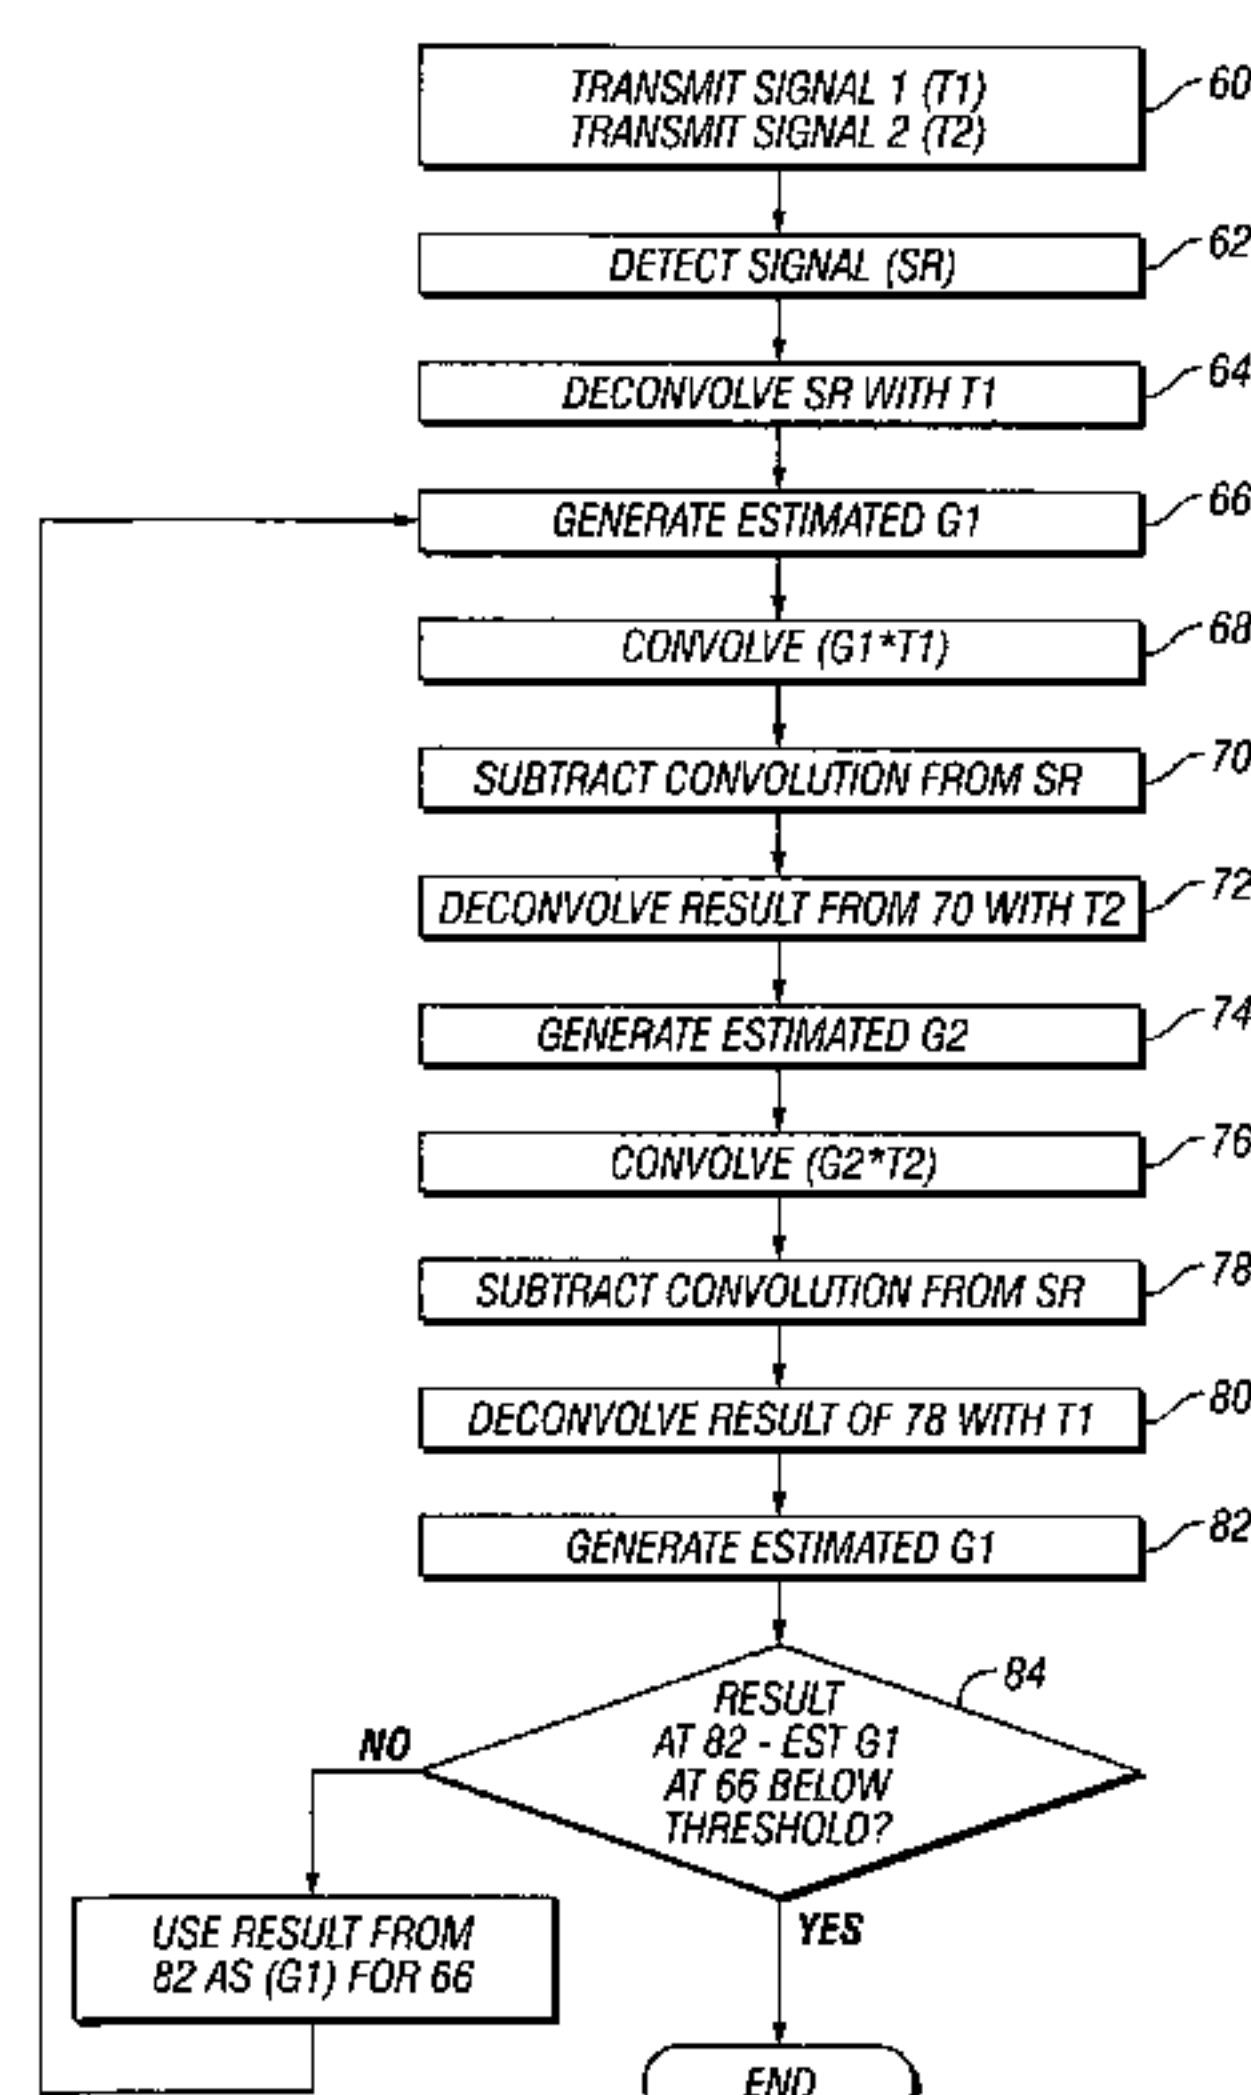 TRANSMIT SIGNAL 1 (T1)
TRANSMIT SIGNAL 2 (T2)
60
DETECT SIGNAL (SR)
62
DECONVOLVE SR WITH T1
64
GENERATE ESTIMATED G1
66
CONVOLVE (G1*T1)
68
SUBTRACT CONVOLUTION FROM SR
70
DECONVOLVE RESULT FROM 70 WITH T2
72
GENERATE ESTIMATED G2
74
CONVOLVE (G2*T2)
76
SUBTRACT CONVOLUTION FROM SR
78
DECONVOLVE RESULT OF 78 WITH T1
80
GENERATE ESTIMATED G1
82
RESULT
AT 82 - EST G1
AT 66 BELOW
THRESHOLD?
84
NO
YES
USE RESULT FROM
82 AS (G1) FOR 66
END